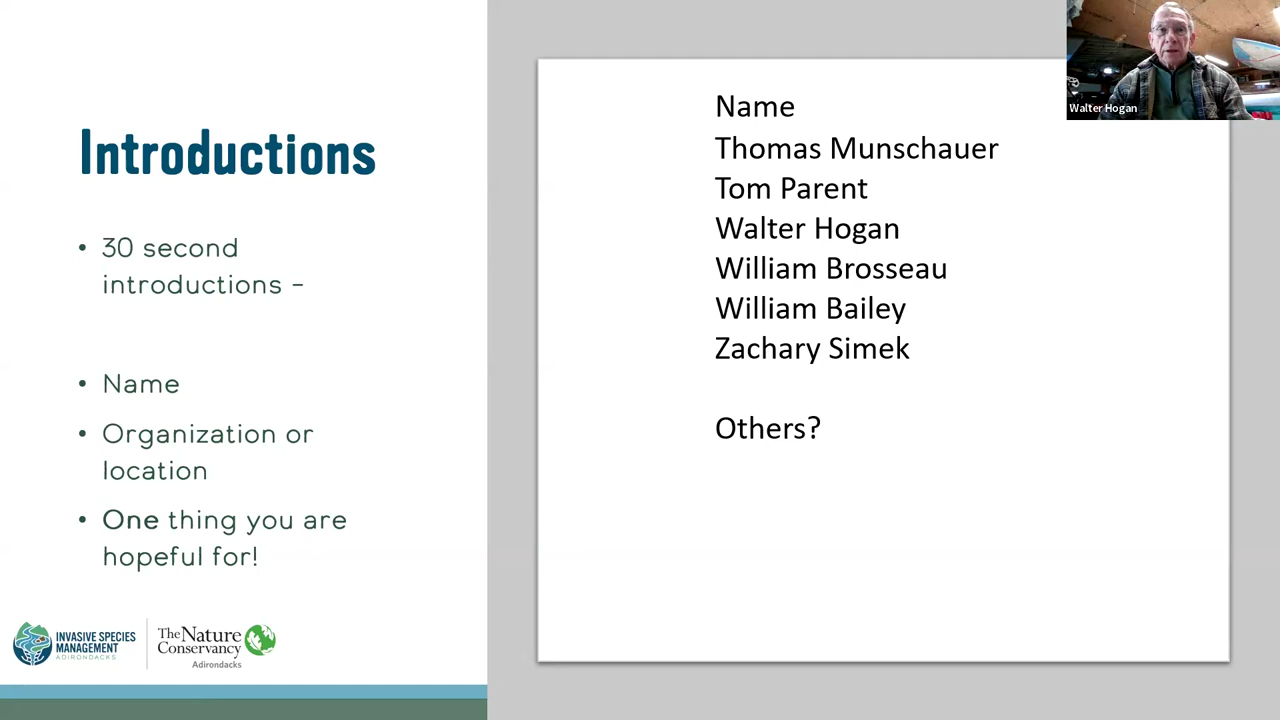 Introductions
• 30 second
introductions -
• Name
• Organization or
location
• One thing you are
hopeful for!
INVASIVE SPECIES
MANAGEMENT
ADIRONDACKS
The Nature
Conservancy
Adirondacks
Name
Thomas Munschauer
Tom Parent
Walter Hogan
William Brosseau
William Bailey
Zachary Simek
Others?
Walter Hogan